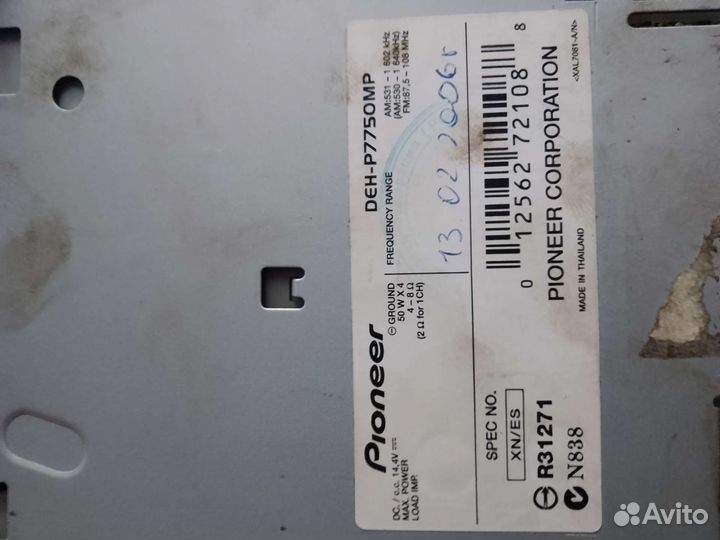 Pioneer
DEH-P7750MP
DC. / c.c. 14,4V
MAX. POWER
LOAD IMP.
⊖ GROUND
50 W X 4
4 – 8 Ω
(2 Ω for 1CH)
FREQUENCY RANGE
AM:531 – 1 602 kHz
(AM:530 – 1 640kHz)
FM:87,5 – 108 MHz
13.02.2006г
SPEC NO.
XN/ES
0 12562 72108 8
R31271
N838
PIONEER CORPORATION
MADE IN THAILAND
<XAL7081-A/N>
Avito